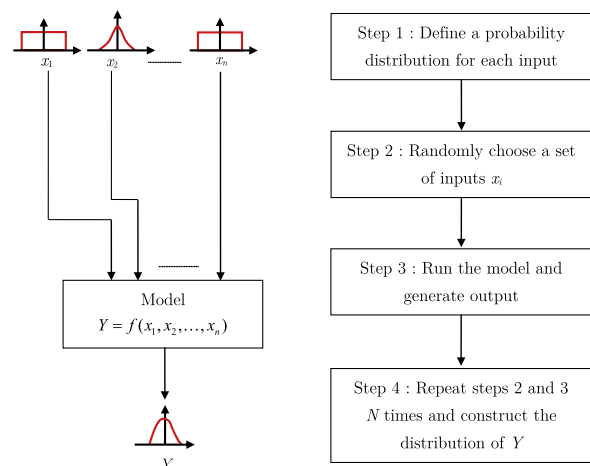 x₁ x₂ xₙ
Model
Y = f(x₁, x₂, ..., xₙ)
Y
Step 1 : Define a probability
distribution for each input
Step 2 : Randomly choose a set
of inputs xᵢ
Step 3 : Run the model and
generate output
Step 4 : Repeat steps 2 and 3
N times and construct the
distribution of Y